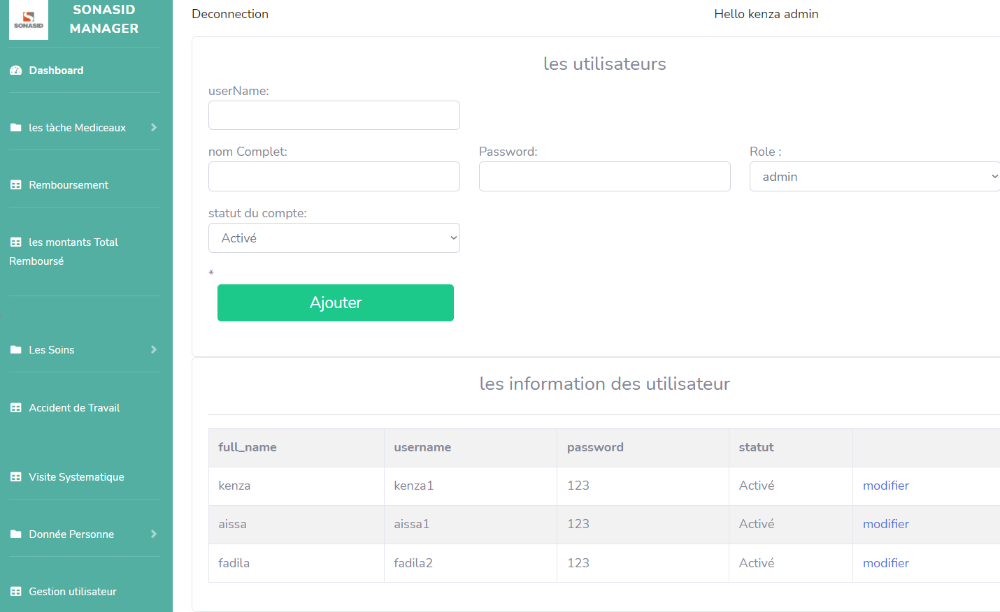 SONASID
SONASID
MANAGER
Dashboard
les tàche Mediceaux
Remboursement
les montants Total
Remboursé
Les Soins
Accident de Travail
Visite Systematique
Donnée Personne
Gestion utilisateur
Deconnection
Hello kenza admin
les utilisateurs
userName:
nom Complet:
Password:
Role :
admin
statut du compte:
Activé
*
Ajouter
les information des utilisateur
full_name username password statut
kenza kenza1 123 Activé modifier
aissa aissa1 123 Activé modifier
fadila fadila2 123 Activé modifier